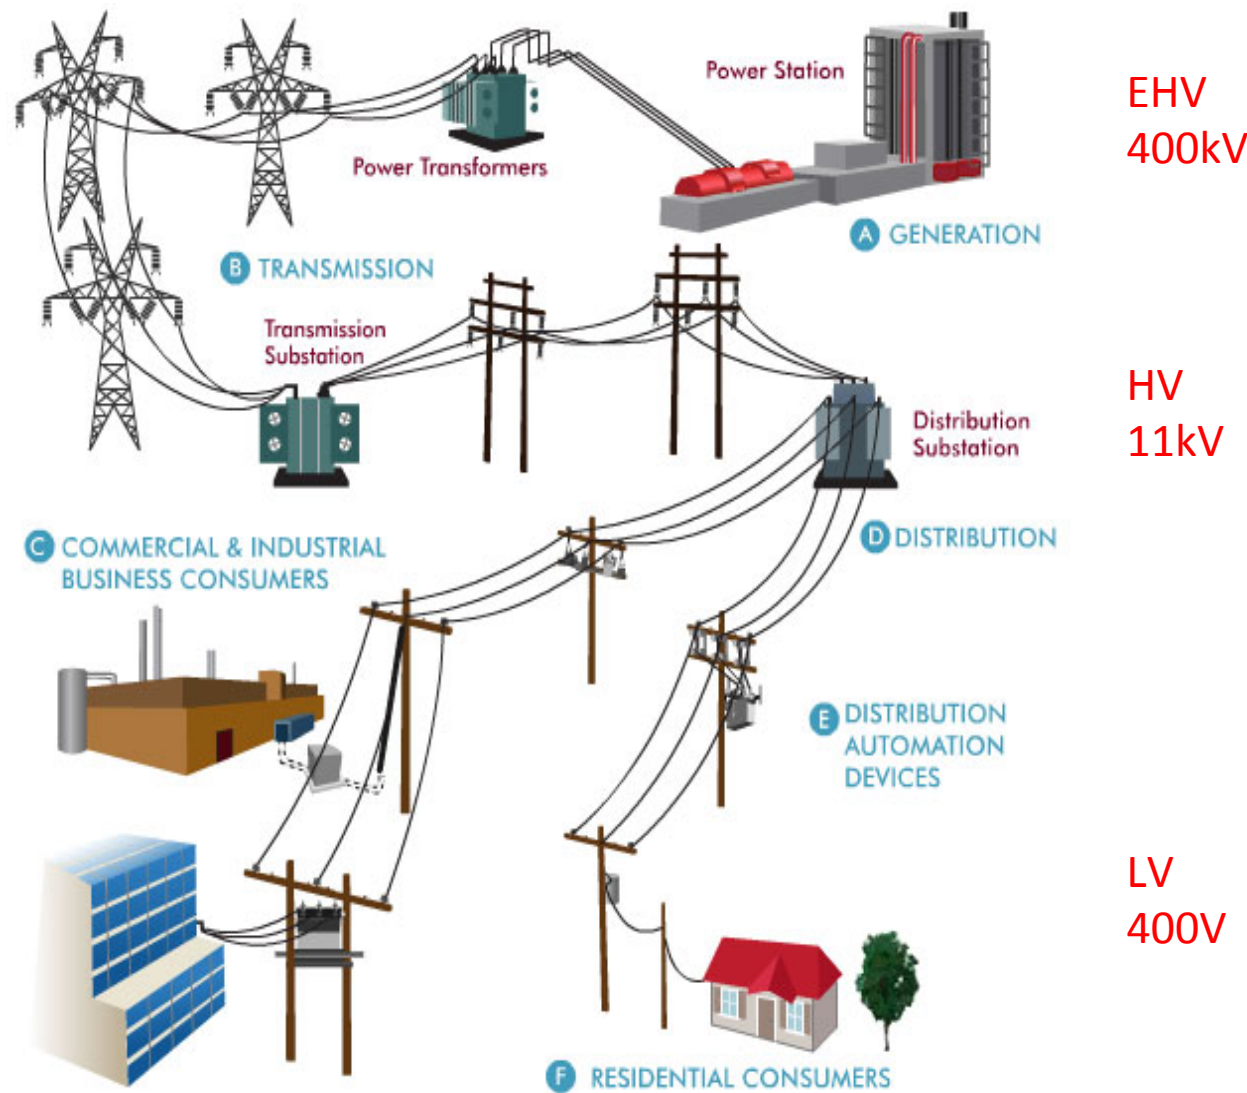 Power Station
EHV
400kV
Power Transformers
A GENERATION
B TRANSMISSION
Transmission
Substation
HV
11kV
Distribution
Substation
C COMMERCIAL & INDUSTRIAL
BUSINESS CONSUMERS
D DISTRIBUTION
E DISTRIBUTION
AUTOMATION
DEVICES
LV
400V
F RESIDENTIAL CONSUMERS